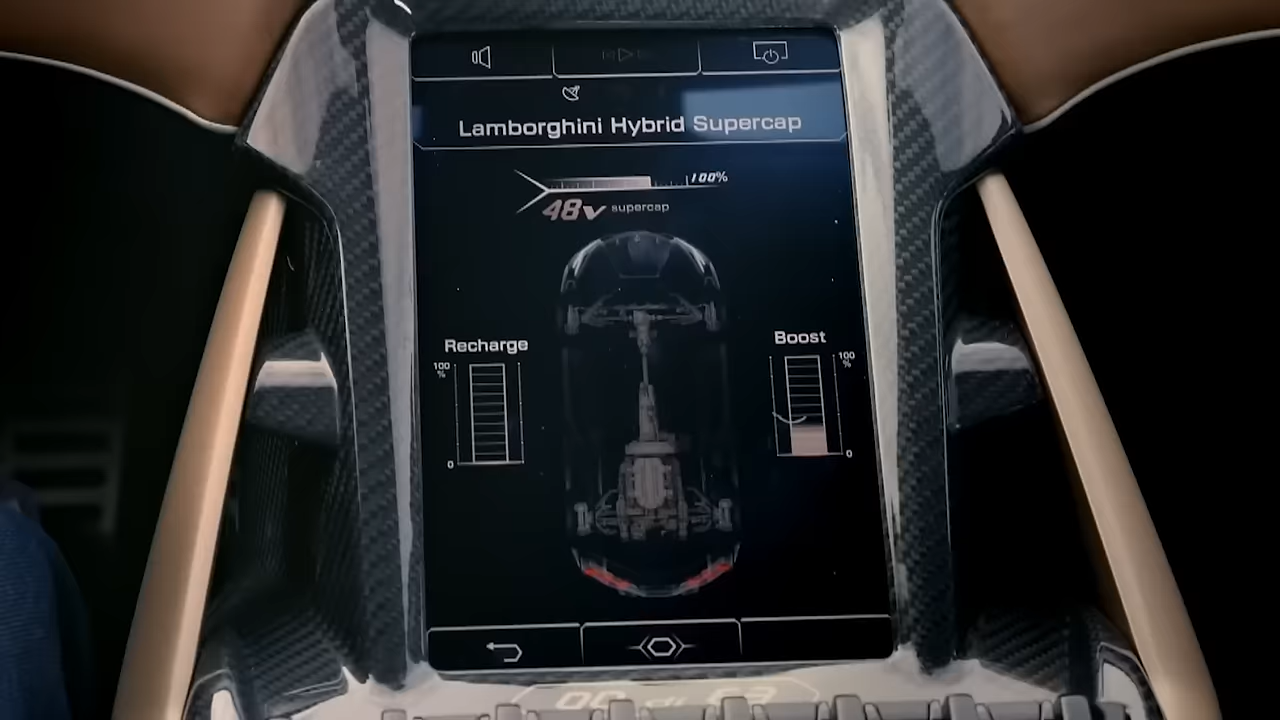 Lamborghini Hybrid Supercap
100%
48v supercap
Recharge
100
%
0
Boost
100
%
0